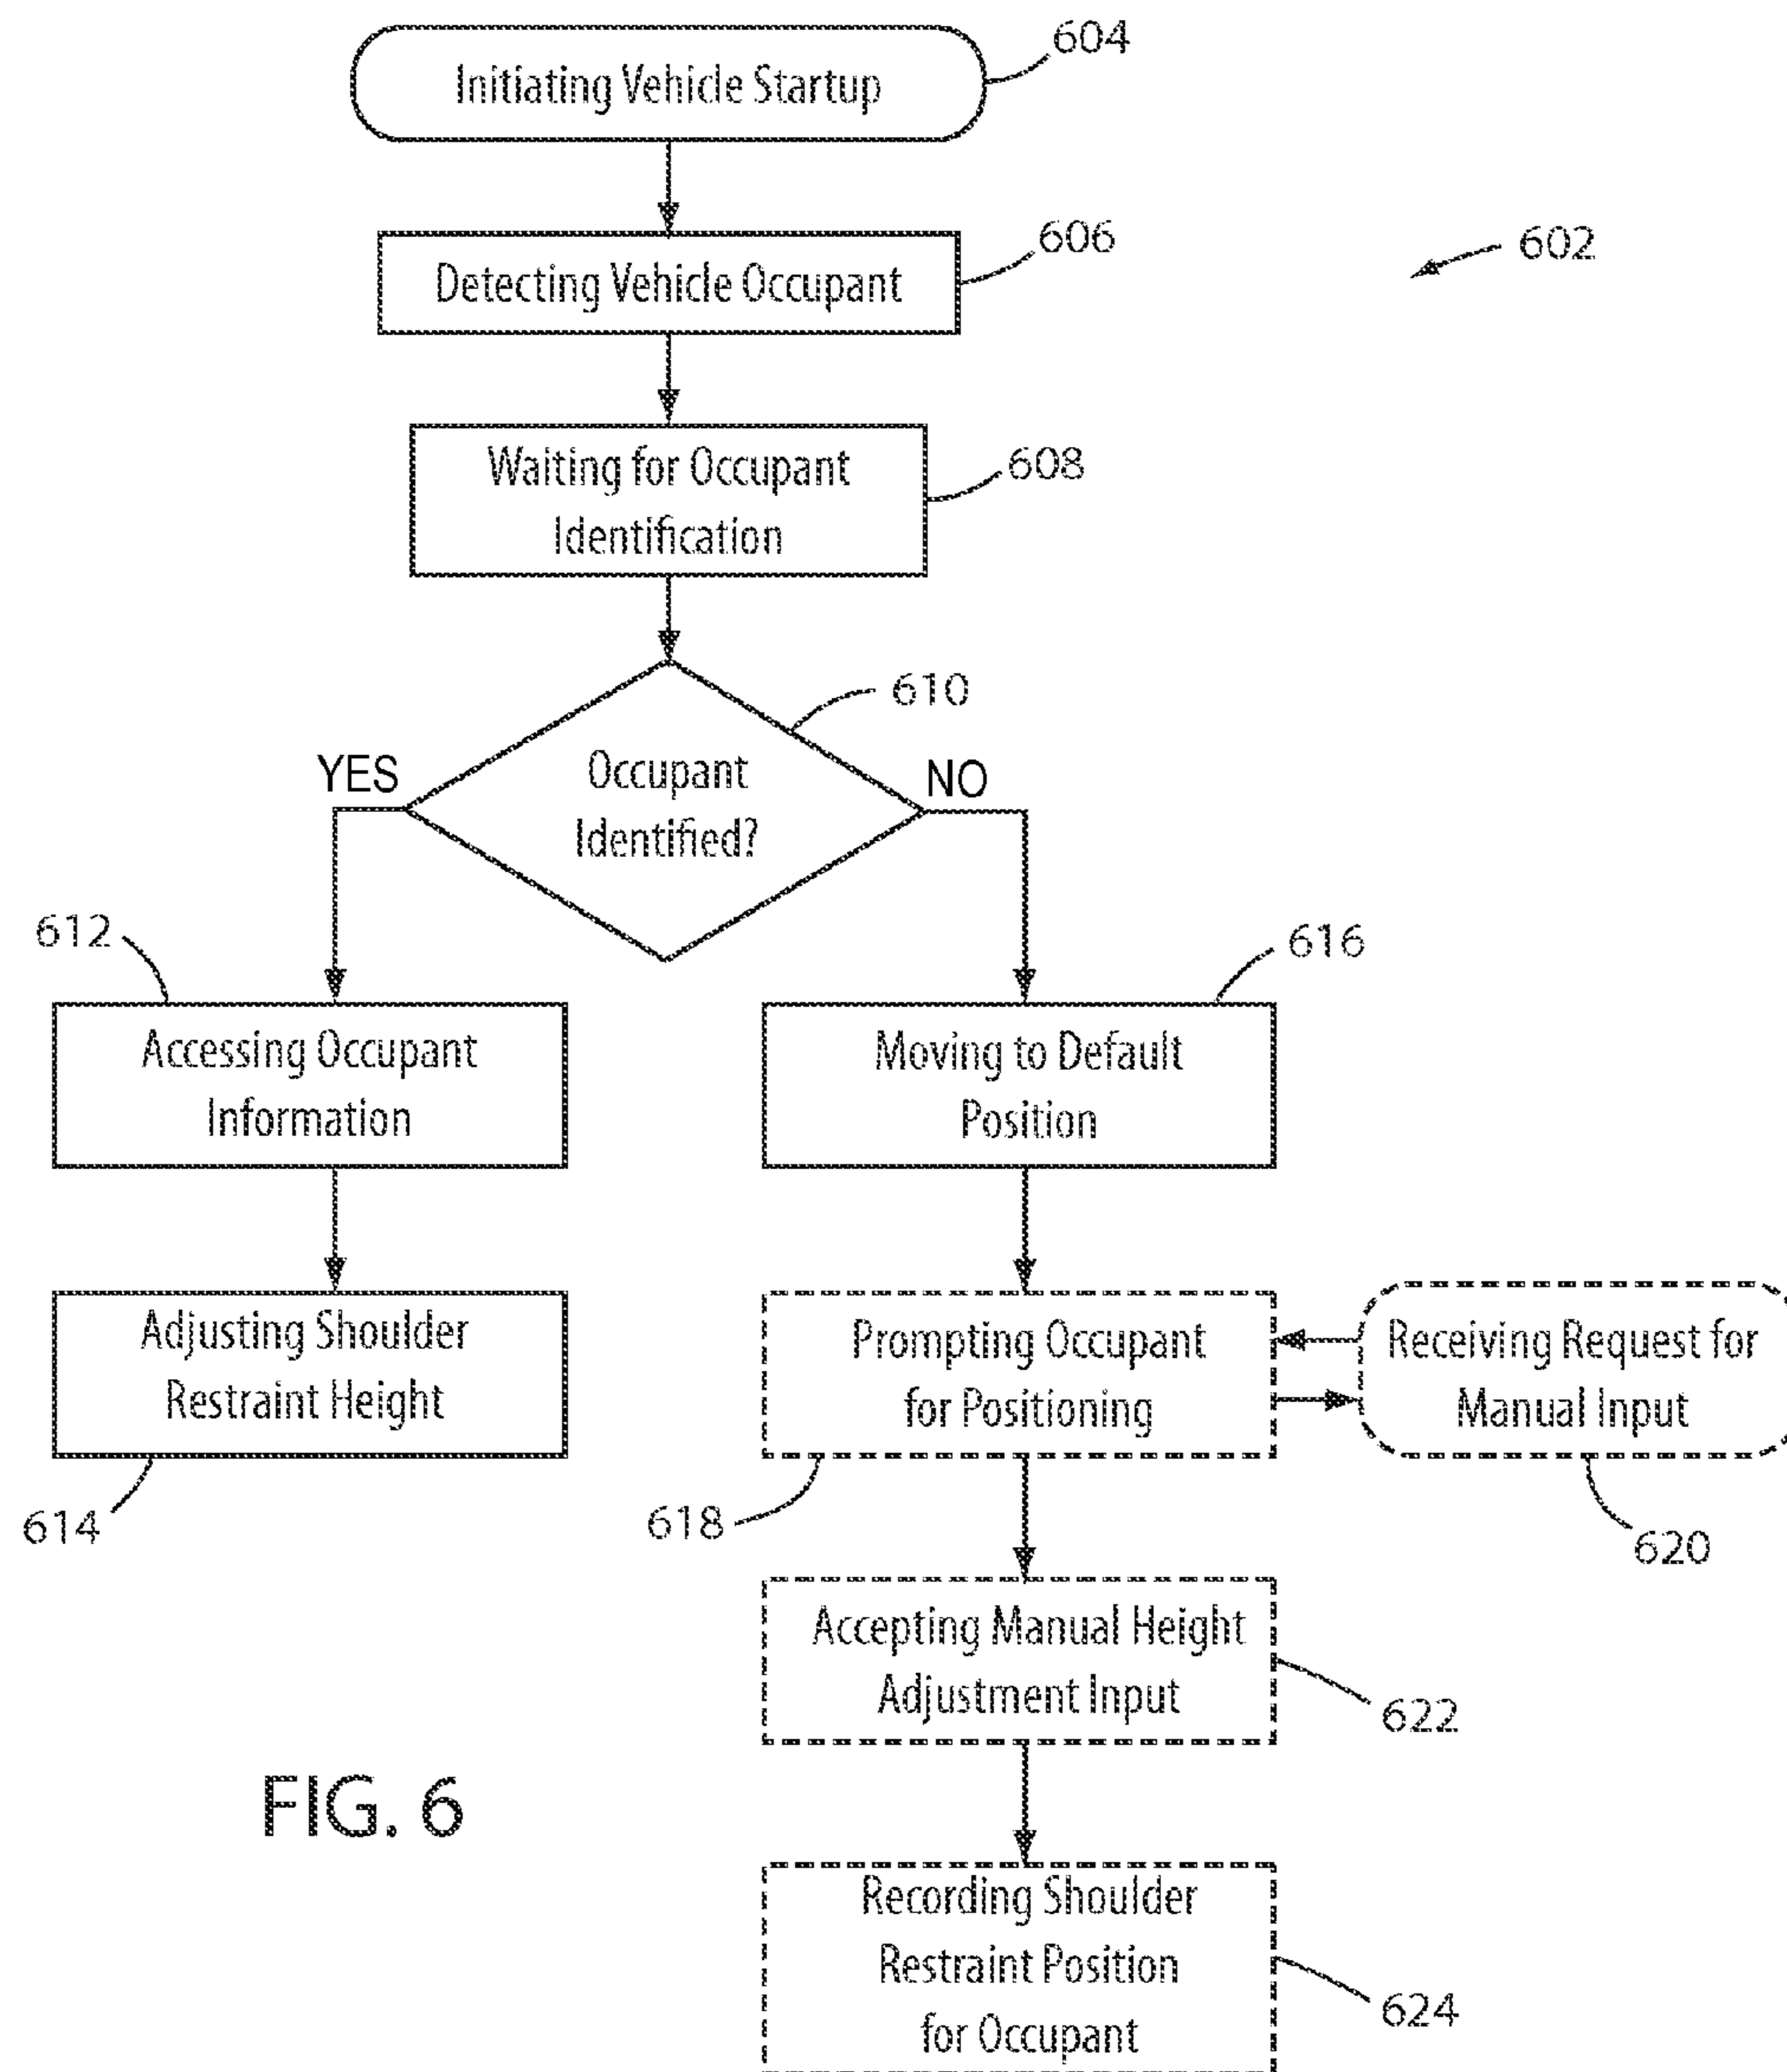 Initiating Vehicle Startup
604
Detecting Vehicle Occupant
606
602
Waiting for Occupant
Identification
608
610
YES
Occupant
Identified?
NO
612
616
Accessing Occupant
Information
Moving to Default
Position
Adjusting Shoulder
Restraint Height
Prompting Occupant
for Positioning
Receiving Request for
Manual Input
614
618
620
Accepting Manual Height
Adjustment Input
622
FIG. 6
Recording Shoulder
Restraint Position
for Occupant
624